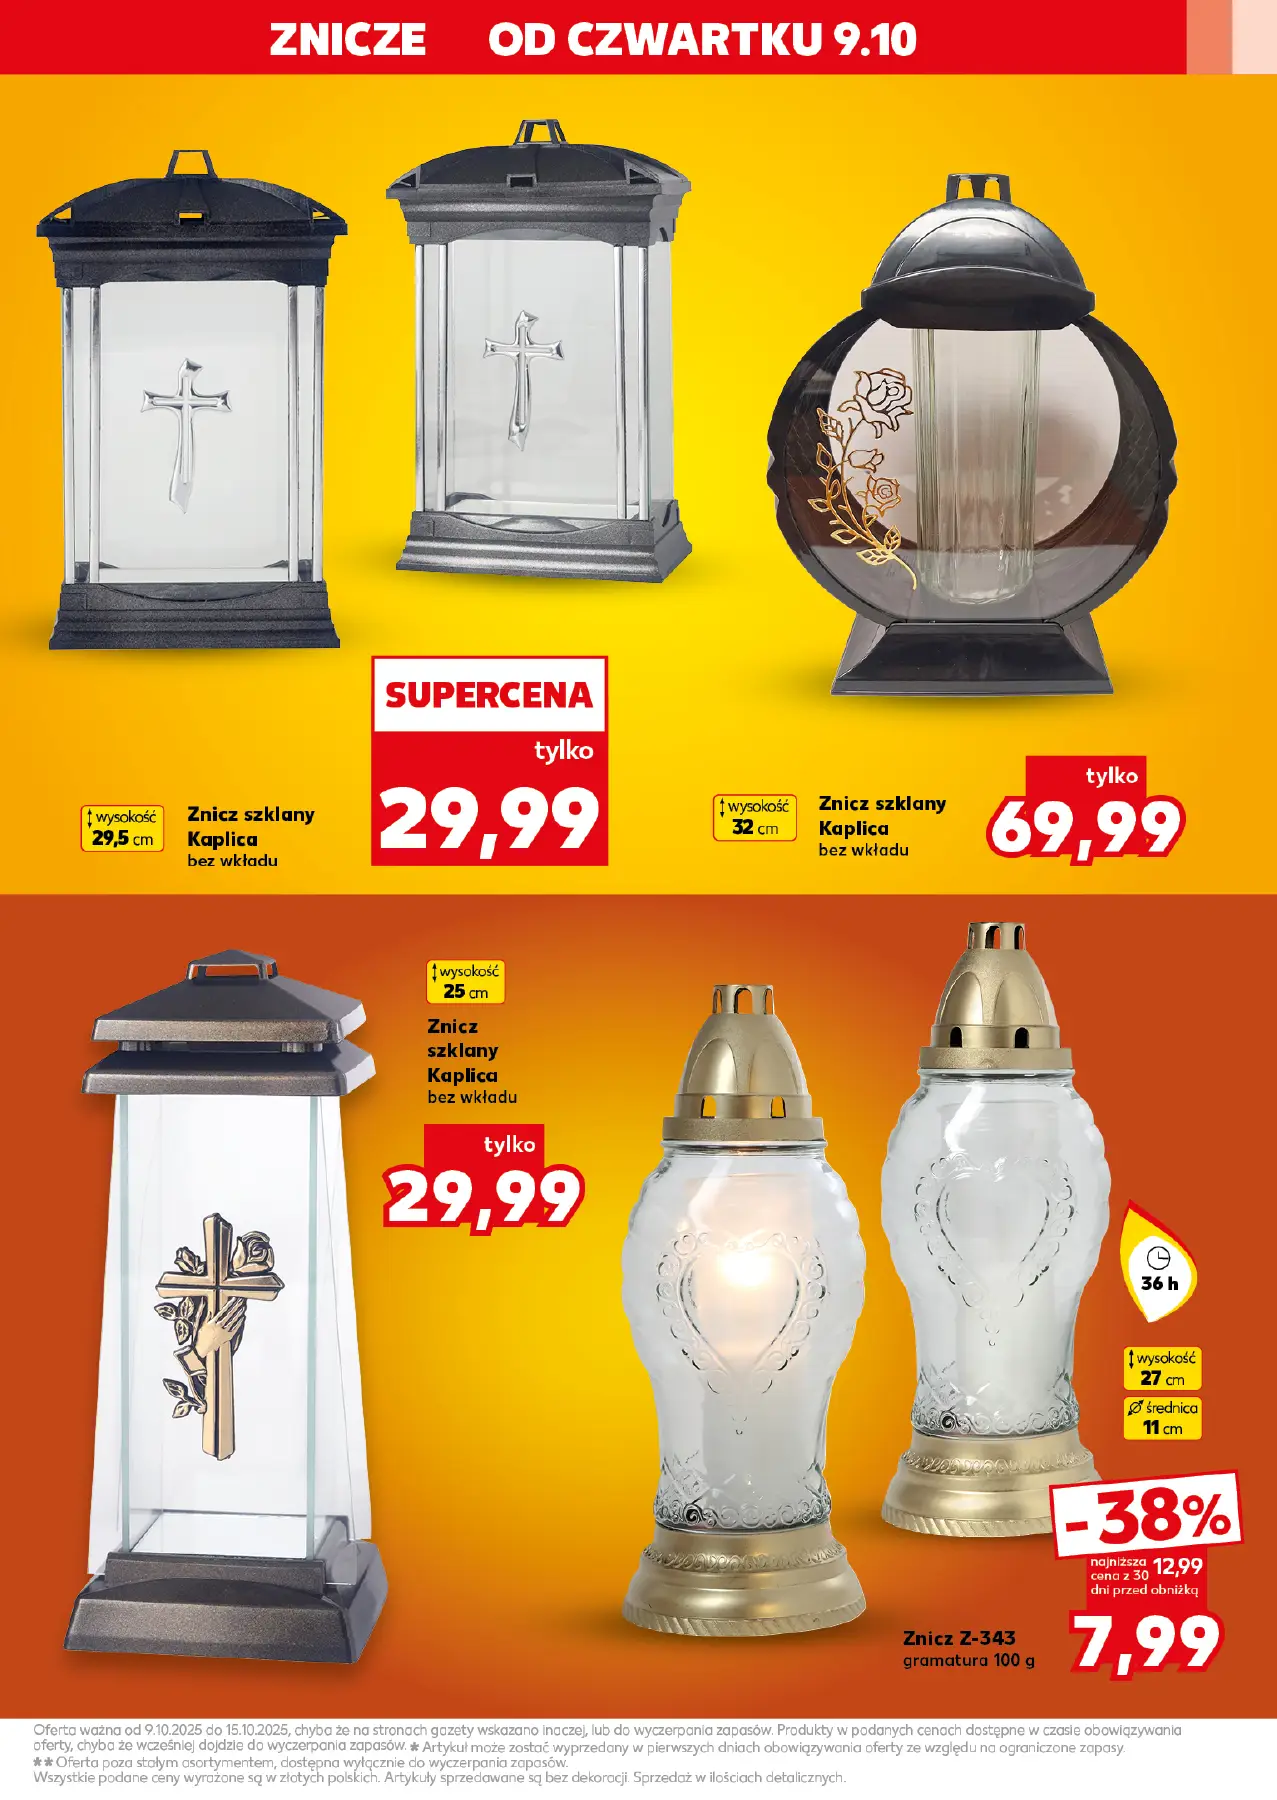 ZNICZE OD CZWARTKU 9.10
SUPERCENA
tylko
29,99
wysokość
29,5 cm
Znicz szklany
Kaplica
bez wkładu
wysokość
32 cm
Znicz szklany
Kaplica
bez wkładu
tylko
69,99
wysokość
25 cm
Znicz
szklany
Kaplica
bez wkładu
tylko
29,99
36 h
wysokość
27 cm
średnica
11 cm
-38%
najniższa
cena z 30 12,99
dni przed obniżką
7,99
Znicz Z-343
gramatura 100 g
Oferta ważna od 9.10.2025 do 15.10.2025, chyba że na stronach gazety wskazano inaczej, lub do wyczerpania zapasów. Produkty w podanych cenach dostępne w czasie obowiązywania
oferty, chyba że wcześniej dojdzie do wyczerpania zapasów. * Artykuł może zostać wyprzedany w pierwszych dniach obowiązywania oferty ze względu na ograniczone zapasy.
** Oferta poza stałym asortymentem, dostępna wyłącznie do wyczerpania zapasów.
Wszystkie podane ceny wyrażone są w złotych polskich. Artykuły sprzedawane są bez dekoracji. Sprzedaż w ilościach detalicznych.